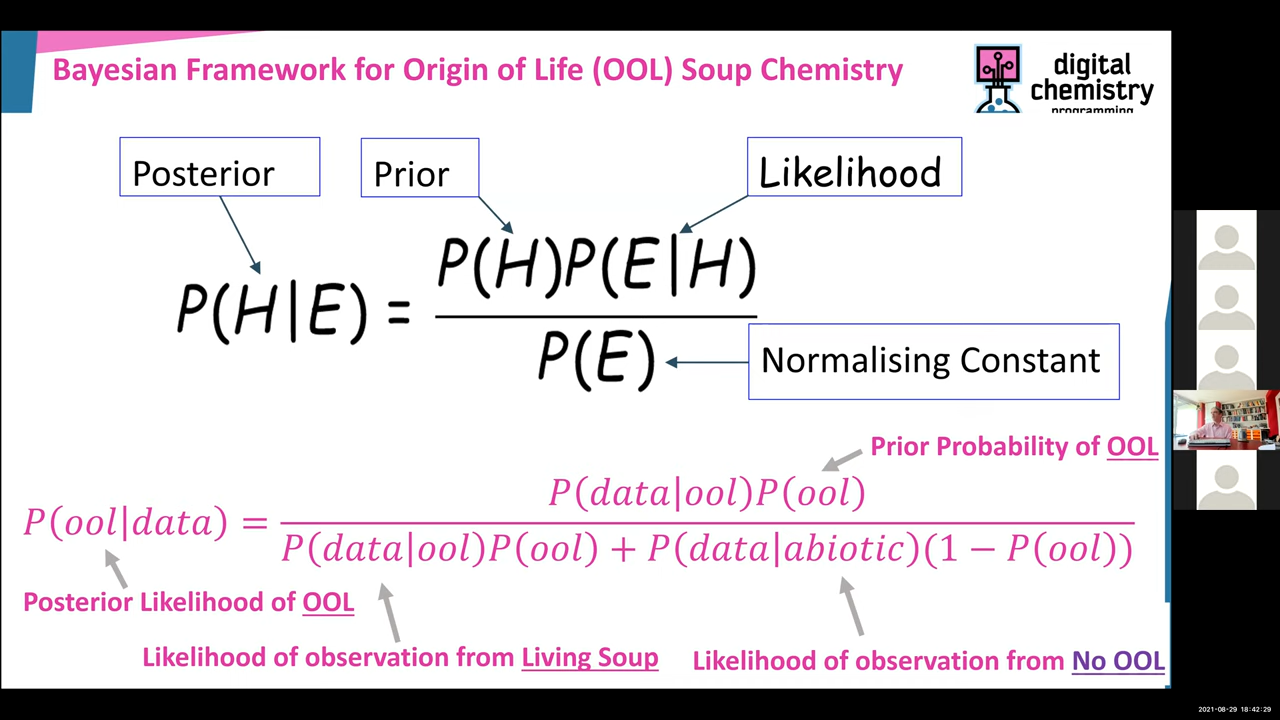 Bayesian Framework for Origin of Life (OOL) Soup Chemistry
digital
chemistry
programming
Posterior
Prior
Likelihood
P(H|E) = P(H)P(E|H) / P(E)
Normalising Constant
Prior Probability of OOL
P(ool|data) = P(data|ool)P(ool) / P(data|ool)P(ool) + P(data|abiotic)(1 − P(ool))
Posterior Likelihood of OOL
Likelihood of observation from Living Soup
Likelihood of observation from No OOL
2021-08-29 18:42:29